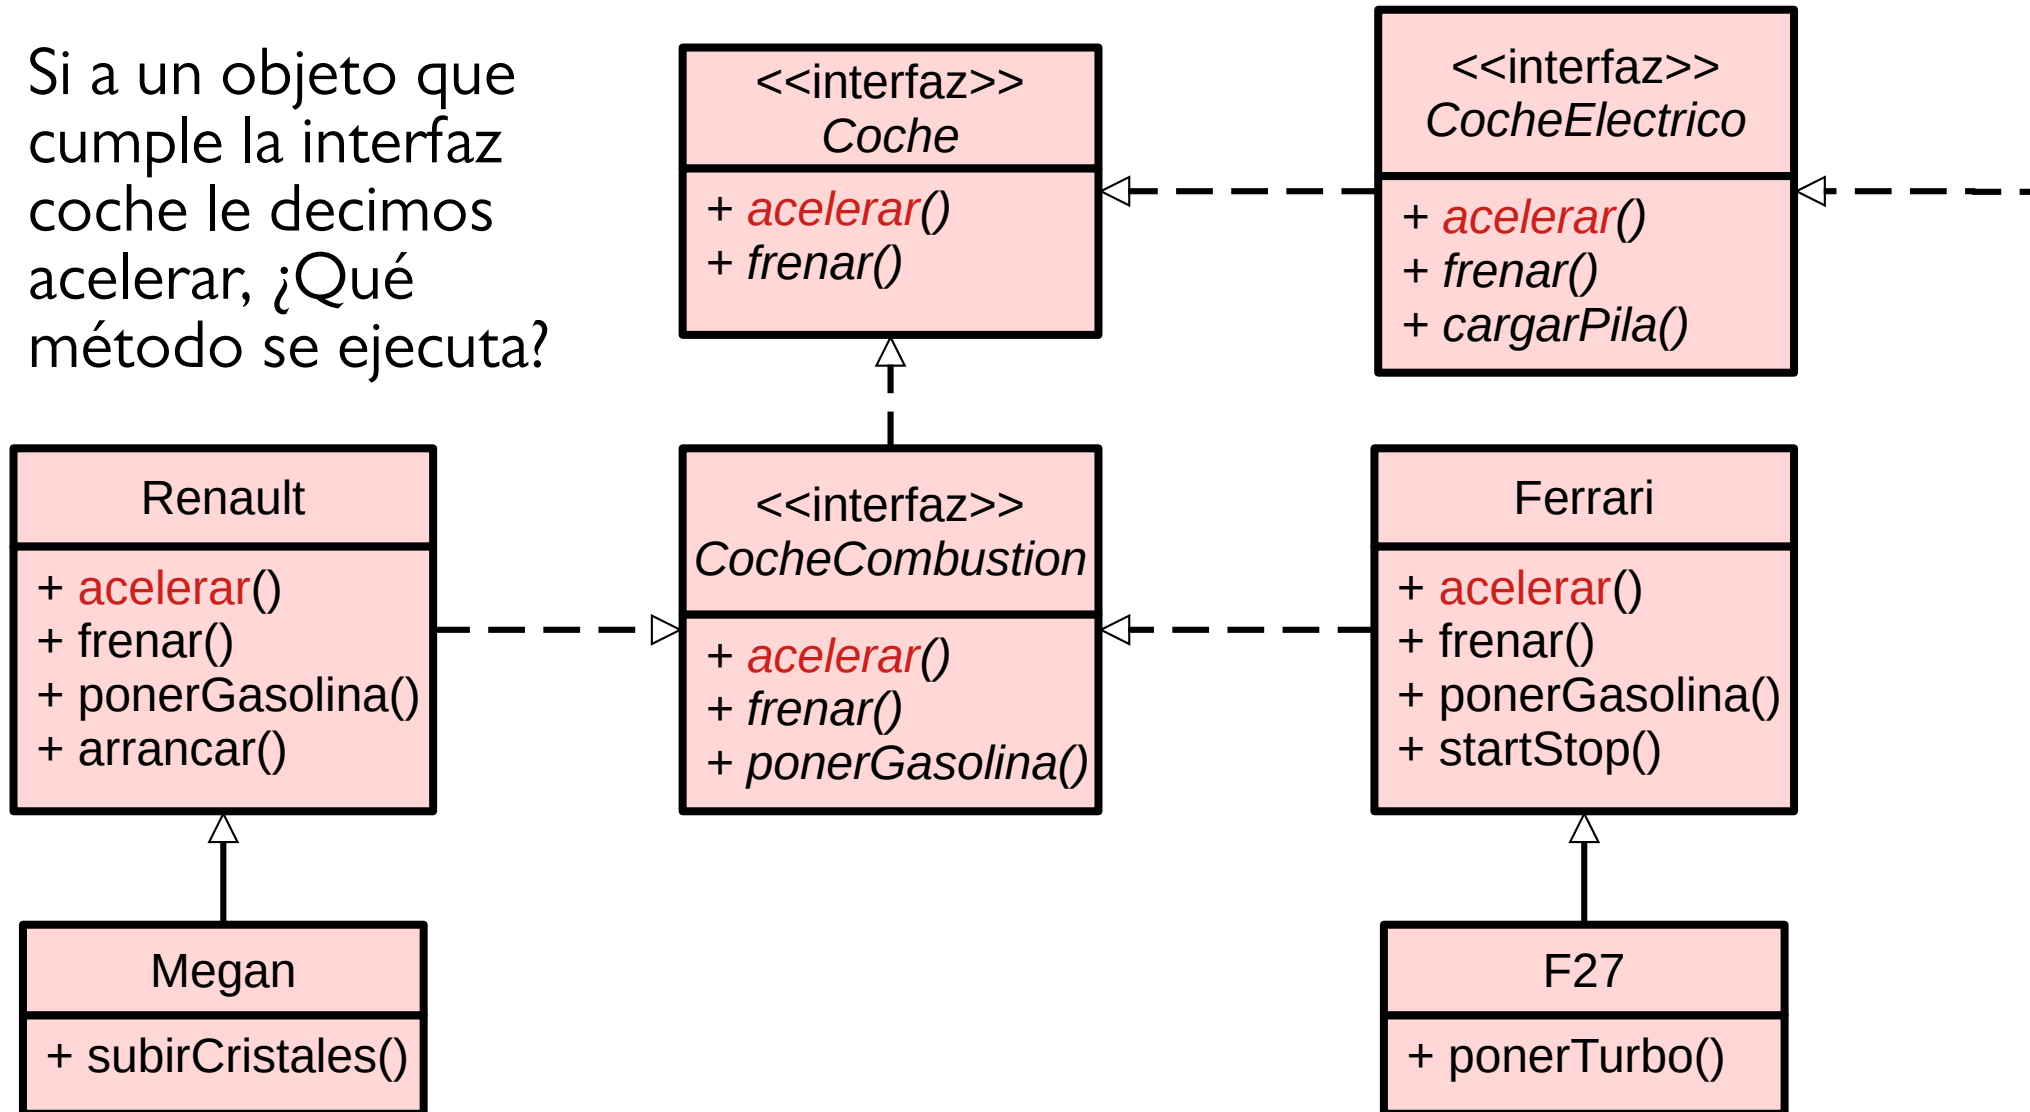 Si a un objeto que
cumple la interfaz
coche le decimos
acelerar, ¿Qué
método se ejecuta?
<<interfaz>>
Coche
+ acelerar()
+ frenar()
<<interfaz>>
CocheElectrico
+ acelerar()
+ frenar()
+ cargarPila()
Renault
+ acelerar()
+ frenar()
+ ponerGasolina()
+ arrancar()
<<interfaz>>
CocheCombustion
+ acelerar()
+ frenar()
+ ponerGasolina()
Ferrari
+ acelerar()
+ frenar()
+ ponerGasolina()
+ startStop()
Megan
+ subirCristales()
F27
+ ponerTurbo()